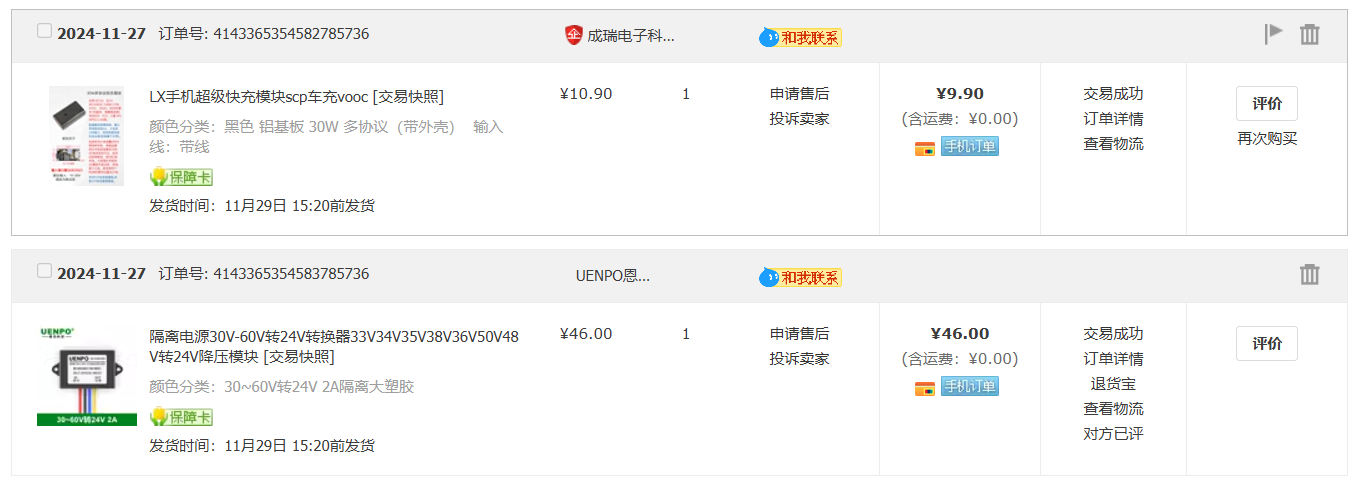 2024-11-27 订单号: 4143365354582785736 成瑞电子科... 和我联系
LX手机超级快充模块scp车充vooc [交易快照] ¥10.90 1 申请售后 ¥9.90 交易成功 评价
投诉卖家 (含运费：¥0.00) 订单详情
颜色分类：黑色 铝基板 30W 多协议（带外壳） 输入
线：带线
手机订单 查看物流 再次购买
保障卡
发货时间：11月29日 15:20前发货
2024-11-27 订单号: 4143365354583785736 UENPO恩... 和我联系
隔离电源30V-60V转24V转换器33V34V35V38V36V50V48 ¥46.00 1 申请售后 ¥46.00 交易成功 评价
V转24V降压模块 [交易快照] 投诉卖家 (含运费：¥0.00) 订单详情
颜色分类：30~60V转24V 2A隔离大塑胶 手机订单 退货宝
保障卡 查看物流
发货时间：11月29日 15:20前发货 对方已评
UENPO
UENPO
30~60V转24V 2A